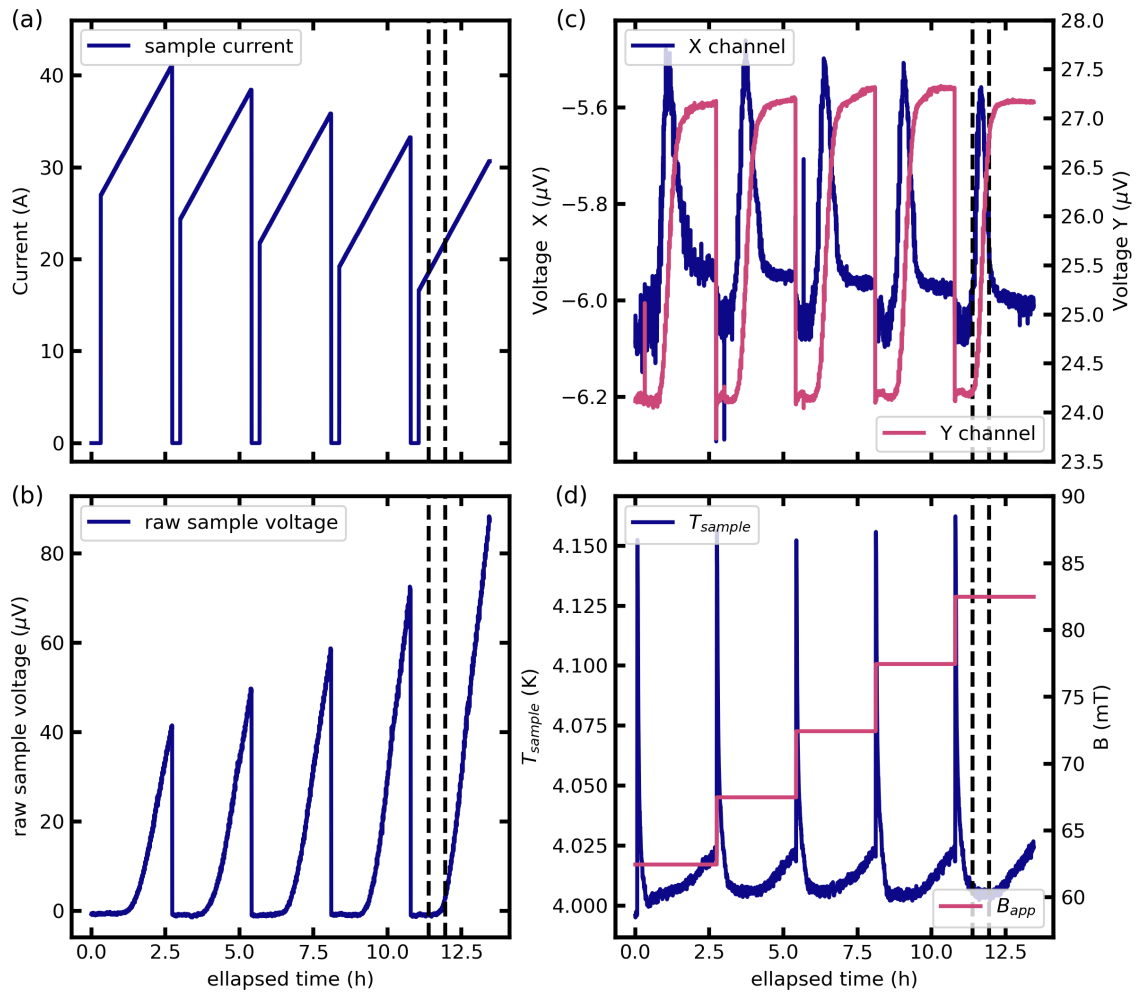 (a)
sample current
Current (A)
40
30
20
10
0
(c)
X channel
Y channel
Voltage  X (μV)
−5.6
−5.8
−6.0
−6.2
Voltage Y (μV)
28.0
27.5
27.0
26.5
26.0
25.5
25.0
24.5
24.0
23.5
(b)
raw sample voltage
raw sample voltage (μV)
80
60
40
20
0
0.0 2.5 5.0 7.5 10.0 12.5
ellapsed time (h)
(d)
T_sample
B_app
T_sample (K)
4.150
4.125
4.100
4.075
4.050
4.025
4.000
B (mT)
90
85
80
75
70
65
60
0.0 2.5 5.0 7.5 10.0 12.5
ellapsed time (h)